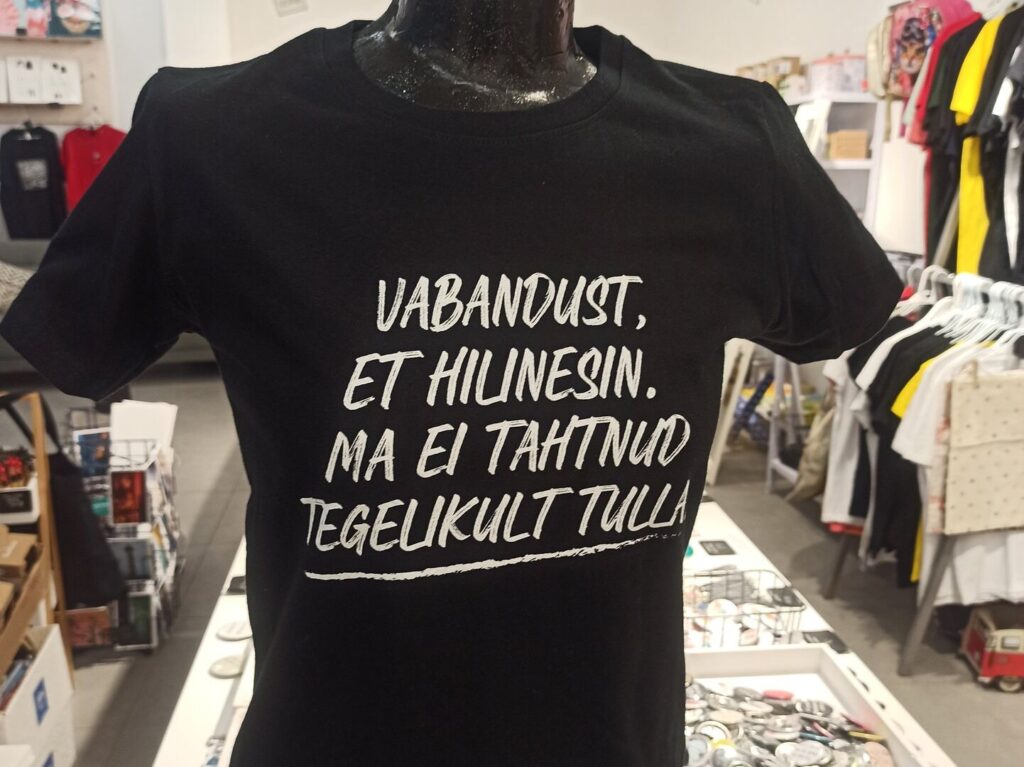 VABANDUST,
ET HILINESIN.
MA EI TAHTNUD
TEGELIKULT TULLA